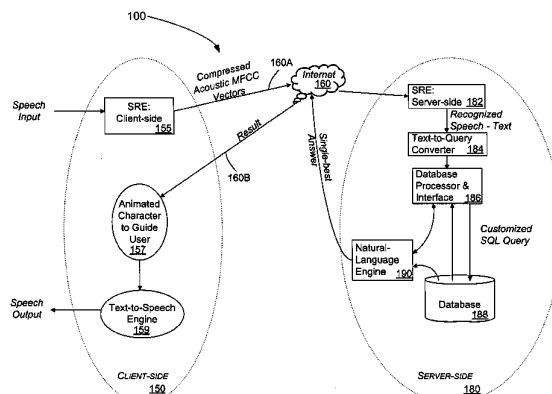 100
Compressed
Acoustic MFCC
Vectors
160A
Internet
160
Speech
Input
SRE:
Client-side
155
SRE:
Server-side 182
Recognized
Speech - Text
Text-to-Query
Converter 184
Result
160B
Single-best
Answer
Database
Processor &
Interface 186
Animated
Character
to Guide
User
157
Customized
SQL Query
Natural-
Language
Engine
190
Speech
Output
Text-to-Speech
Engine
159
Database
188
CLIENT-SIDE
150
SERVER-SIDE
180